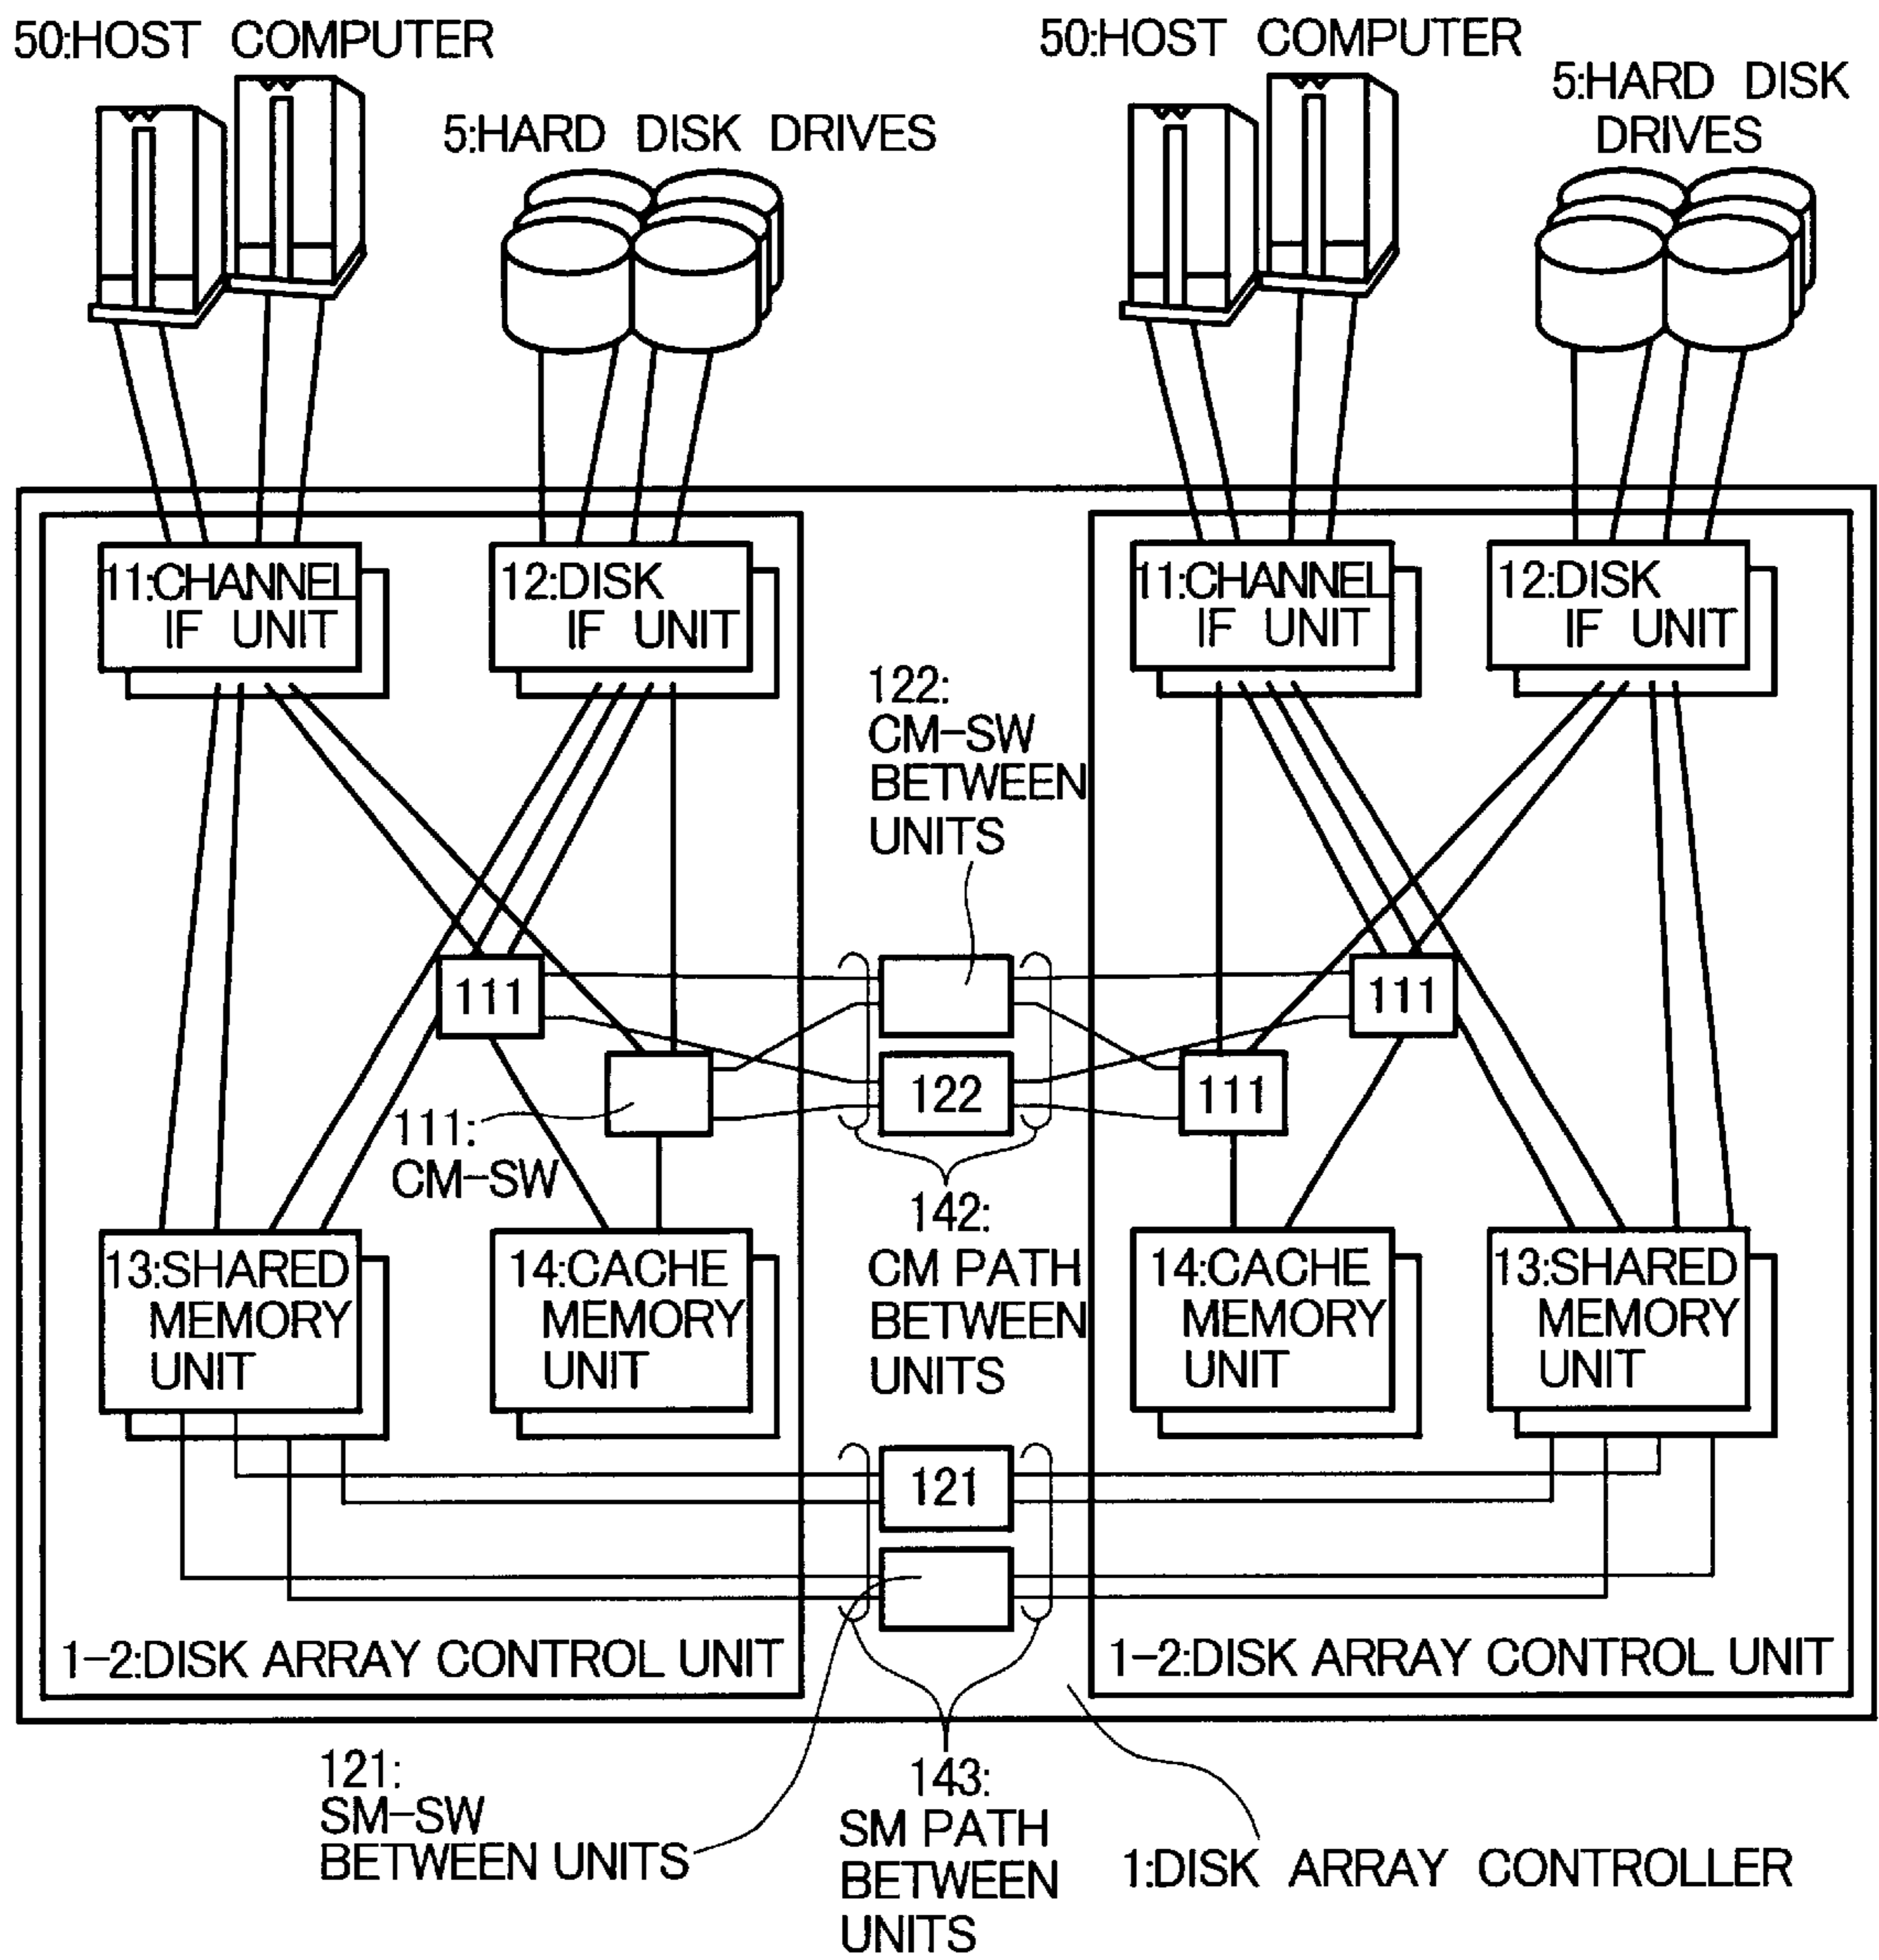 50:HOST COMPUTER
5:HARD DISK DRIVES
50:HOST COMPUTER
5:HARD DISK
DRIVES
11:CHANNEL
IF UNIT
12:DISK
IF UNIT
11:CHANNEL
IF UNIT
12:DISK
IF UNIT
122:
CM-SW
BETWEEN
UNITS
111
111
122
111
111:
CM-SW
142:
CM PATH
BETWEEN
UNITS
13:SHARED
MEMORY
UNIT
14:CACHE
MEMORY
UNIT
14:CACHE
MEMORY
UNIT
13:SHARED
MEMORY
UNIT
121
1-2:DISK ARRAY CONTROL UNIT
1-2:DISK ARRAY CONTROL UNIT
121:
SM-SW
BETWEEN UNITS
143:
SM PATH
BETWEEN
UNITS
1:DISK ARRAY CONTROLLER